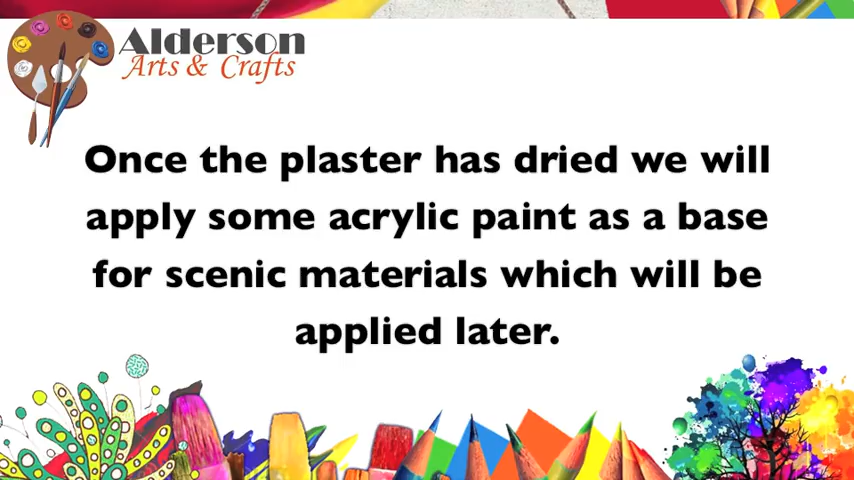 Alderson
Arts & Crafts
Once the plaster has dried we will
apply some acrylic paint as a base
for scenic materials which will be
applied later.